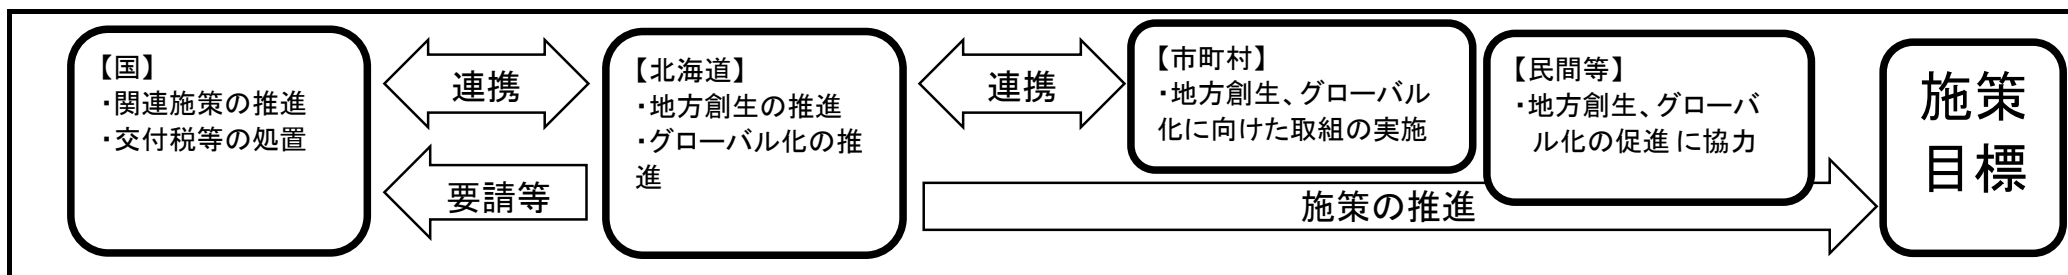 【国】
・関連施策の推進
・交付税等の処置
連携
要請等
【北海道】
・地方創生の推進
・グローバル化の推
進
連携
【市町村】
・地方創生、グローバル
化に向けた取組の実施
【民間等】
・地方創生、グローバ
ル化の促進に協力
施策の推進
施策
目標